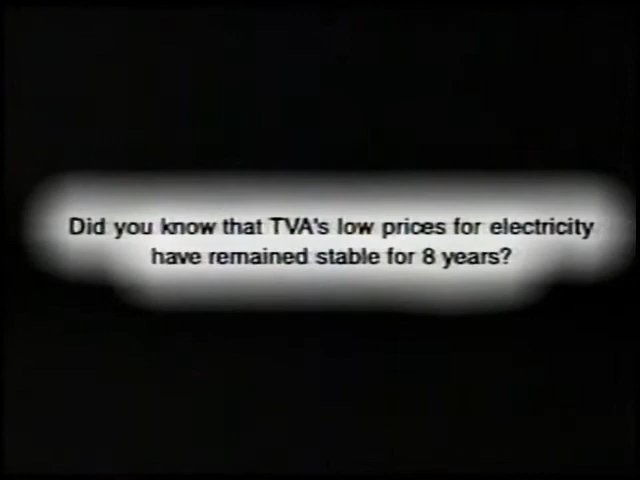 Did you know that TVA's low prices for electricity
have remained stable for 8 years?